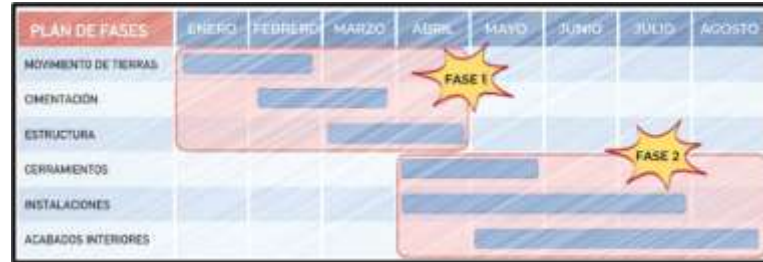 PLAN DE FASES ENERO FEBRERO MARZO ABRIL MAYO JUNIO JULIO AGOSTO
MOVIMIENTO DE TIERRAS
FASE 1
CIMENTACIÓN
ESTRUCTURA
FASE 2
CERRAMIENTOS
INSTALACIONES
ACABADOS INTERIORES